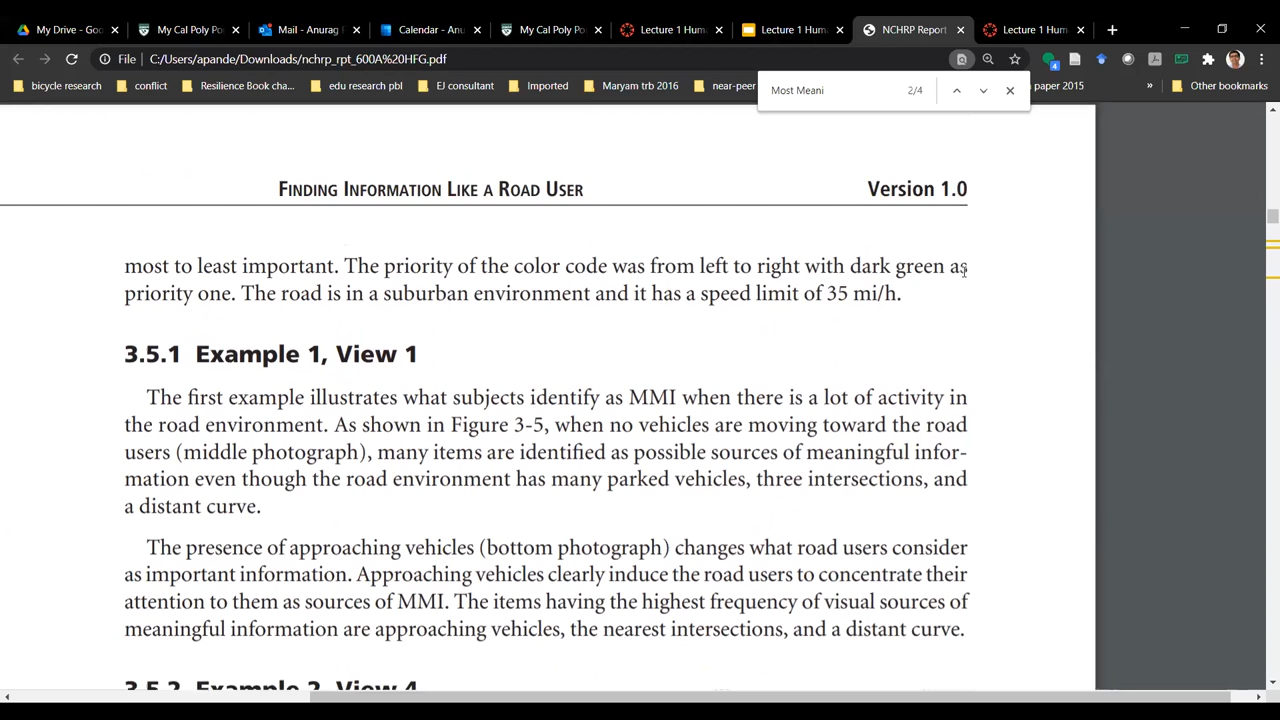 My Drive - Goo
My Cal Poly Po
Mail - Anurag P
Calendar - Anu
My Cal Poly Po
Lecture 1 Hum
Lecture 1 Hum
NCHRP Report
Lecture 1 Hum
File C:/Users/apande/Downloads/nchrp_rpt_600A%20HFG.pdf
4
bicycle research
conflict
Resilience Book cha...
edu research pbl
EJ consultant
Imported
Maryam trb 2016
near-peer
paper 2015
»
Other bookmarks
Most Meani 2/4
FINDING INFORMATION LIKE A ROAD USER
Version 1.0
most to least important. The priority of the color code was from left to right with dark green as
priority one. The road is in a suburban environment and it has a speed limit of 35 mi/h.
3.5.1 Example 1, View 1
The first example illustrates what subjects identify as MMI when there is a lot of activity in
the road environment. As shown in Figure 3-5, when no vehicles are moving toward the road
users (middle photograph), many items are identified as possible sources of meaningful infor-
mation even though the road environment has many parked vehicles, three intersections, and
a distant curve.
The presence of approaching vehicles (bottom photograph) changes what road users consider
as important information. Approaching vehicles clearly induce the road users to concentrate their
attention to them as sources of MMI. The items having the highest frequency of visual sources of
meaningful information are approaching vehicles, the nearest intersections, and a distant curve.
3.5.2 Example 2, View 4